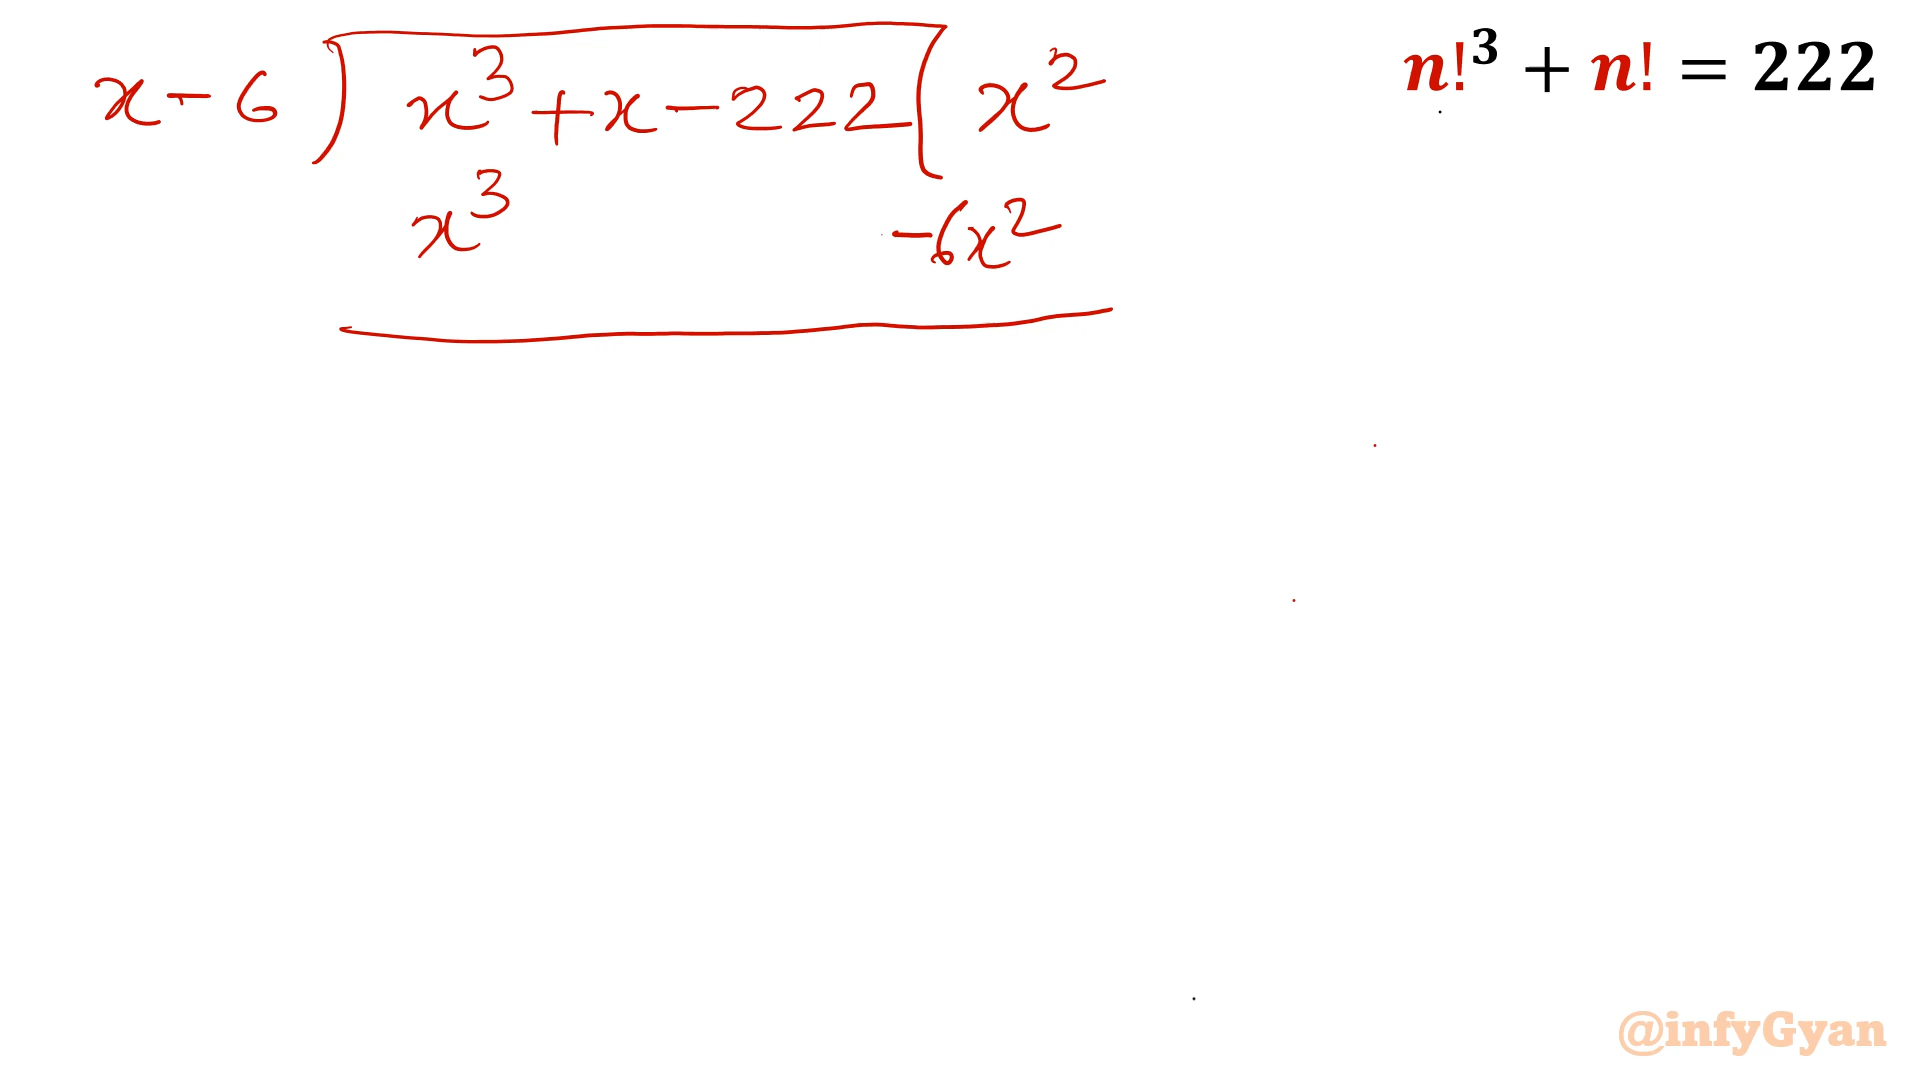 x - 6 ) x³ + x - 222 ( x²
x³ - 6x²
n!³ + n! = 222
@infyGyan